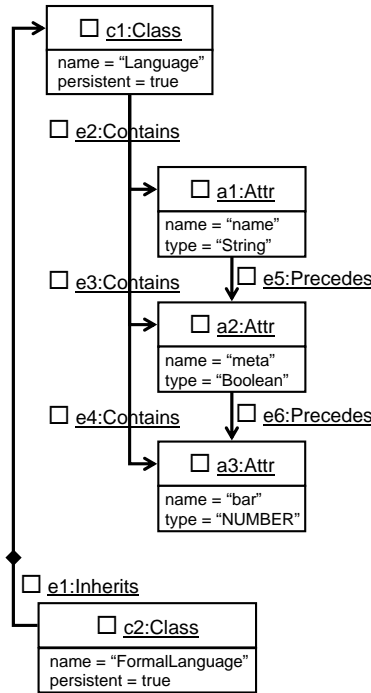 c1:Class
name = “Language”
persistent = true
e2:Contains
a1:Attr
name = “name”
type = “String”
e3:Contains
e5:Precedes
a2:Attr
name = “meta”
type = “Boolean”
e4:Contains
e6:Precedes
a3:Attr
name = “bar”
type = “NUMBER”
e1:Inherits
c2:Class
name = “FormalLanguage”
persistent = true